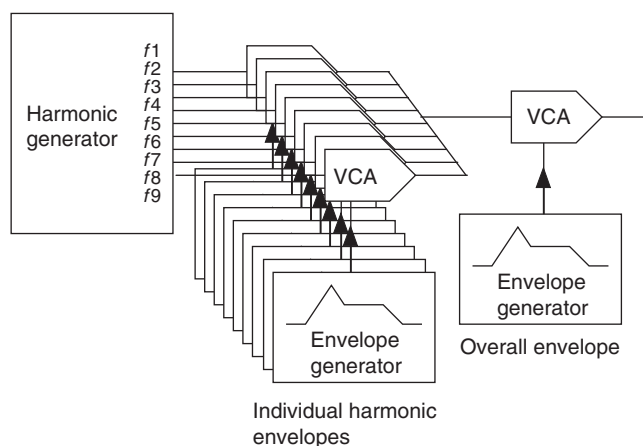 Harmonic
generator
f1
f2
f3
f4
f5
f6
f7
f8
f9
VCA
VCA
Envelope
generator
Envelope
generator
Overall envelope
Individual harmonic
envelopes